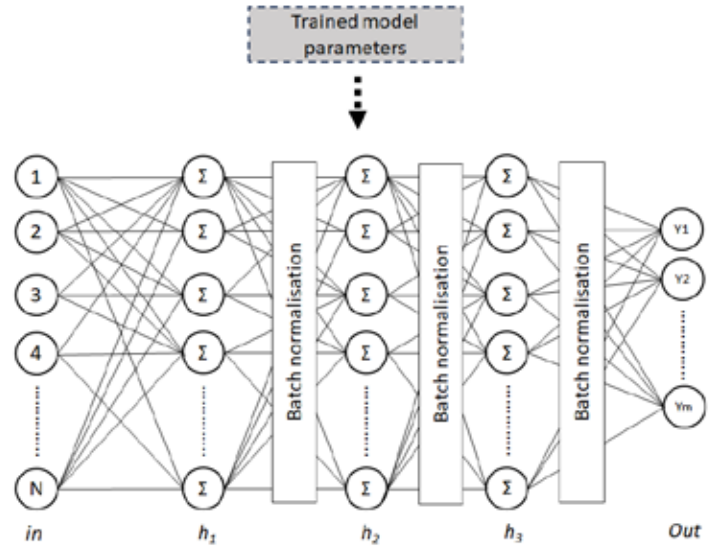 Trained model
parameters
1
2
3
4
N
Σ
Σ
Σ
Σ
Σ
Batch normalisation
Σ
Σ
Σ
Σ
Σ
Batch normalisation
Σ
Σ
Σ
Σ
Σ
Batch normalisation
Y1
Y2
Ym
in
h₁
h₂
h₃
Out